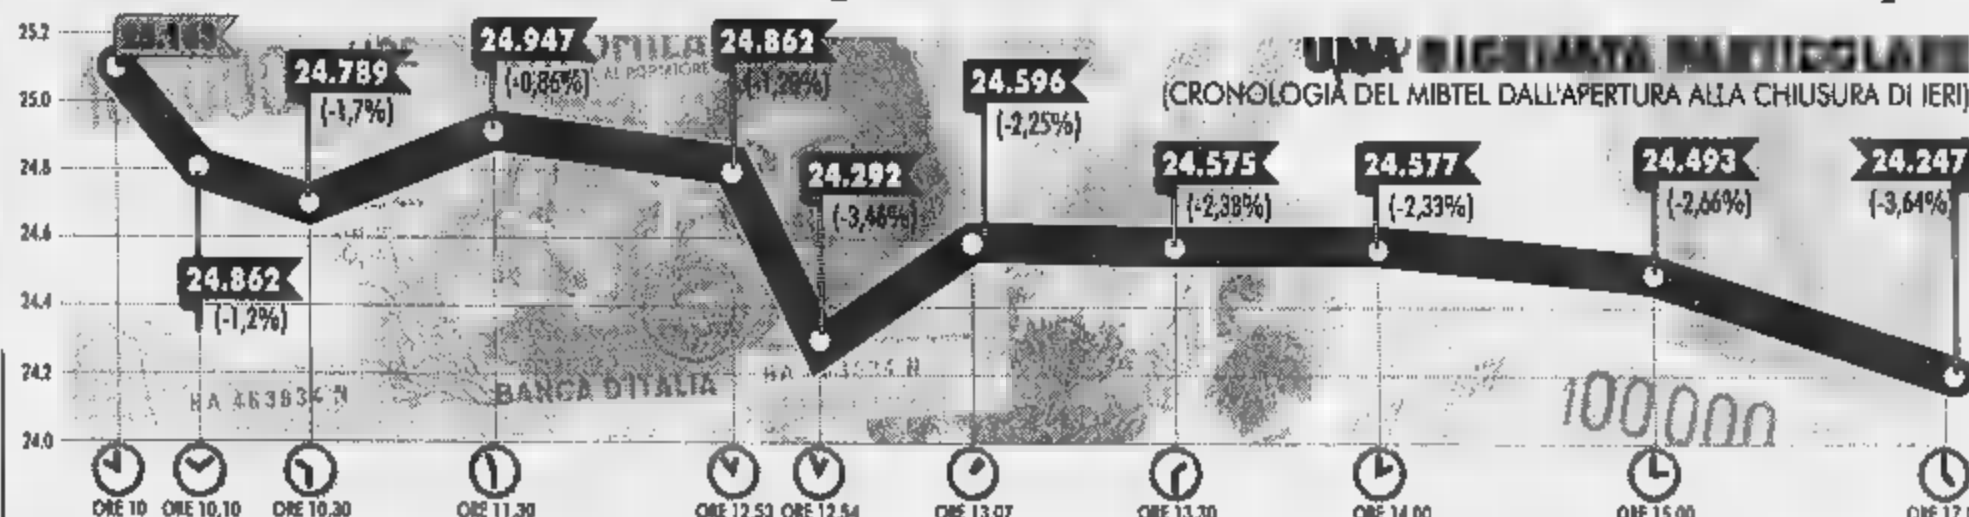 24.947
24.862
(-0,86%)
24.789
(-1,7%)
24.596
(-2,25%)
(CRONOLOGIA DEL MIBTEL DALL'APERTURA ALLA CHIUSURA DI IERI)
24.292
(-3,46%)
24.575
(-2,38%)
24.577
(-2,33%)
24.493
(-2,66%)
24.247
(-3,64%)
24.862
(-1,2%)
25.2
25.0
24.8
24.6
24.4
24.2
24.0
HA 463834 N
BANCA D'ITALIA
100000
ORE 10
ORE 10,10
ORE 10,30
ORE 11,30
ORE 12,53
ORE 12,54
ORE 13,07
ORE 13,30
ORE 14,00
ORE 15,00